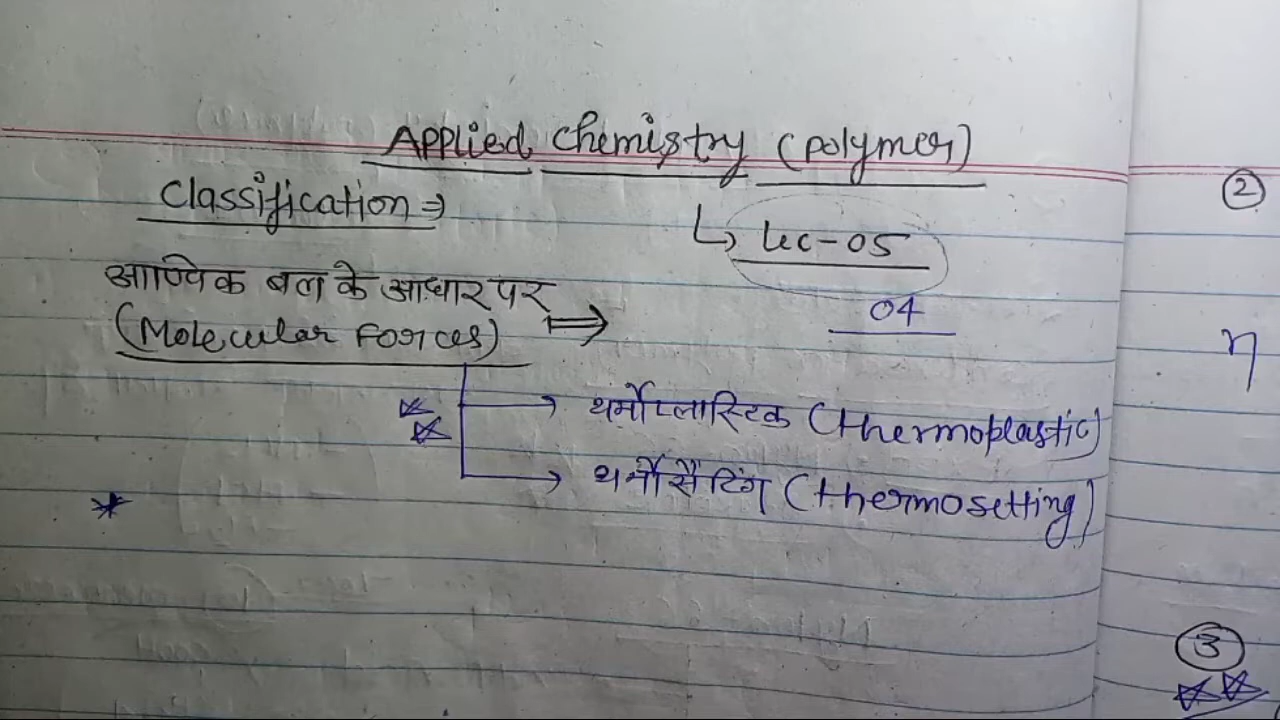 Applied Chemistry (polymer)
Classification ⇒
↳ Lec-05
04
आण्विक बल के आधार पर
(Molecular Forces) ⇒
थर्मोप्लास्टिक (thermoplastic)
थर्मोसैटिंग (thermosetting)
*
2
η
3